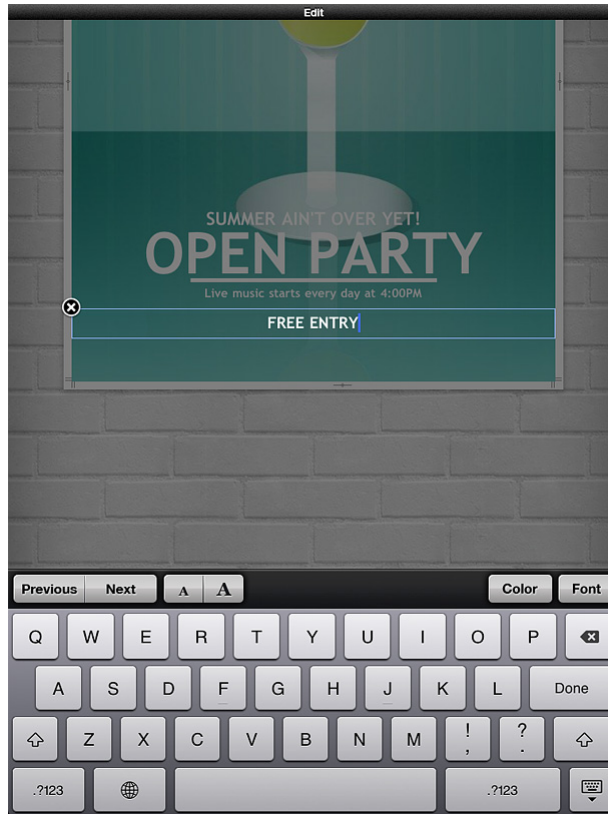 Edit
SUMMER AIN'T OVER YET!
OPEN PARTY
Live music starts every day at 4:00PM
FREE ENTRY
Previous Next A A Color Font
Q W E R T Y U I O P
A S D F G H J K L Done
Z X C V B N M ! , ? .
.?123 .?123